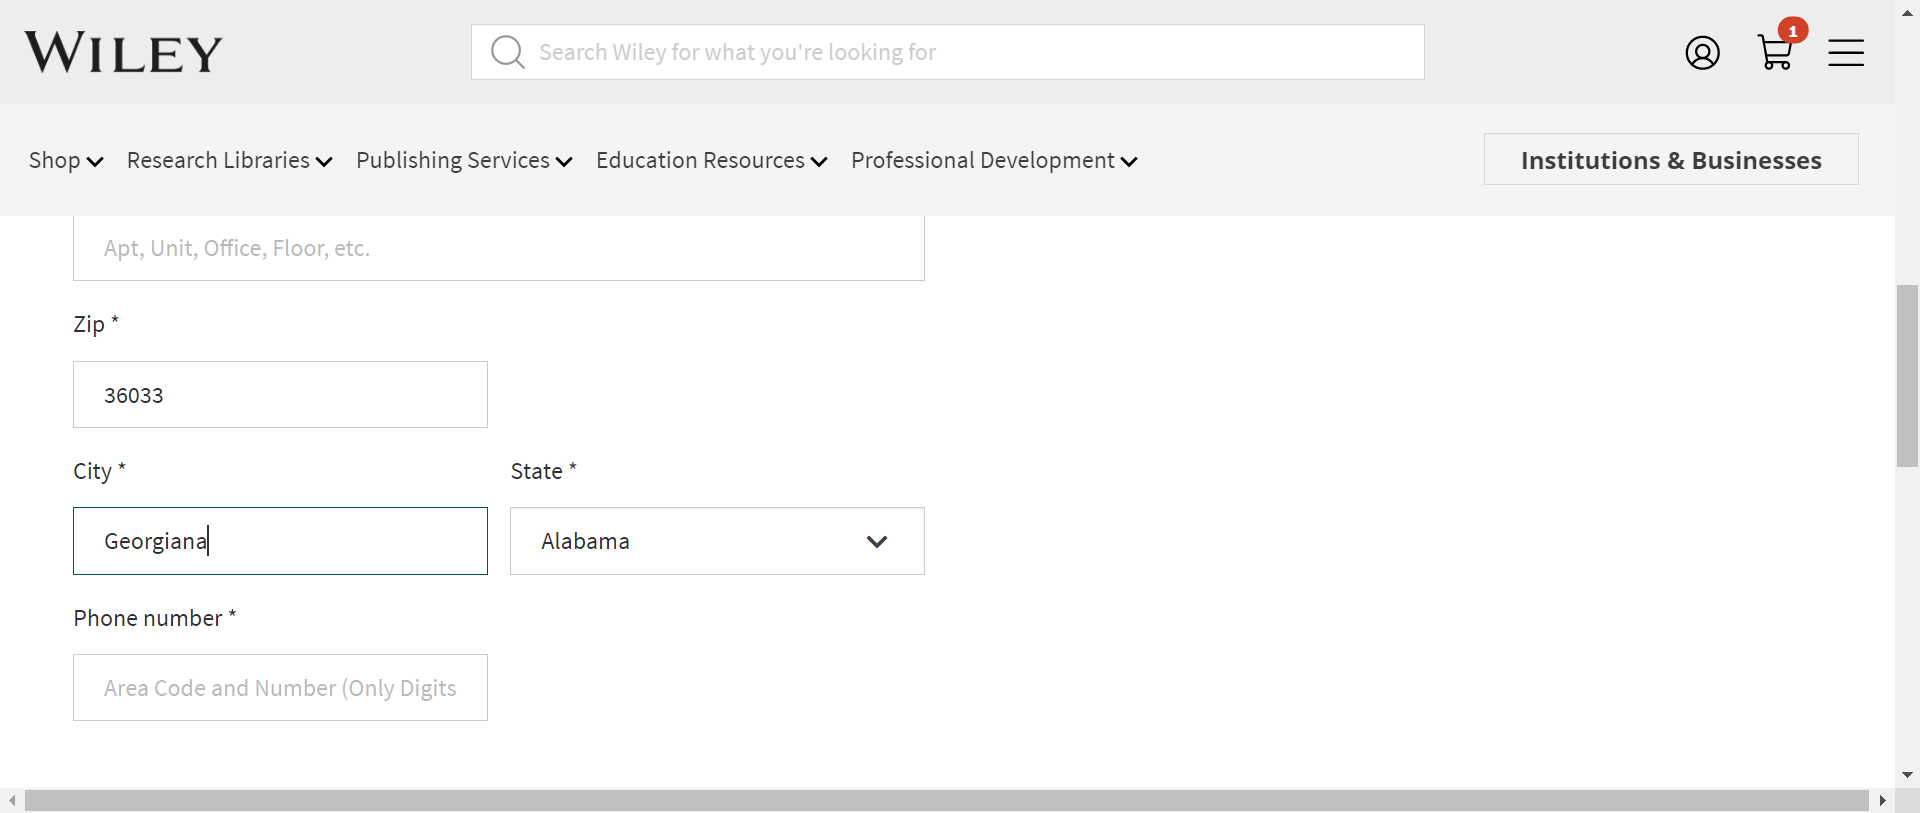 WILEY
Search Wiley for what you're looking for
1
Shop Research Libraries Publishing Services Education Resources Professional Development Institutions & Businesses
Apt, Unit, Office, Floor, etc.
Zip *
36033
City * State *
Georgiana Alabama
Phone number *
Area Code and Number (Only Digits